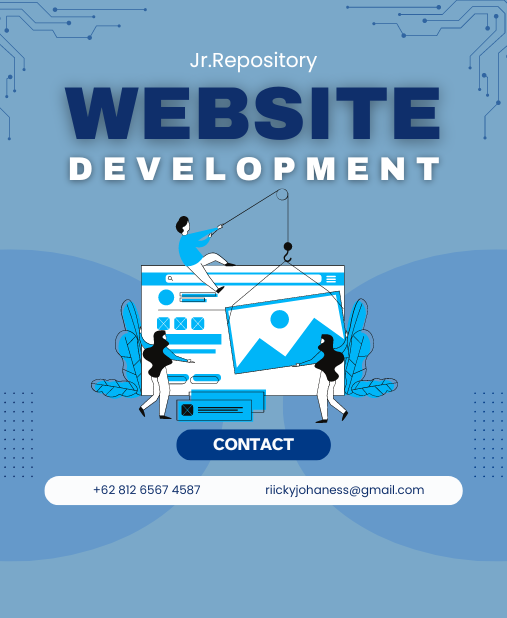 Jr.Repository
WEBSITE
DEVELOPMENT
CONTACT
+62 812 6567 4587 riickyjohaness@gmail.com